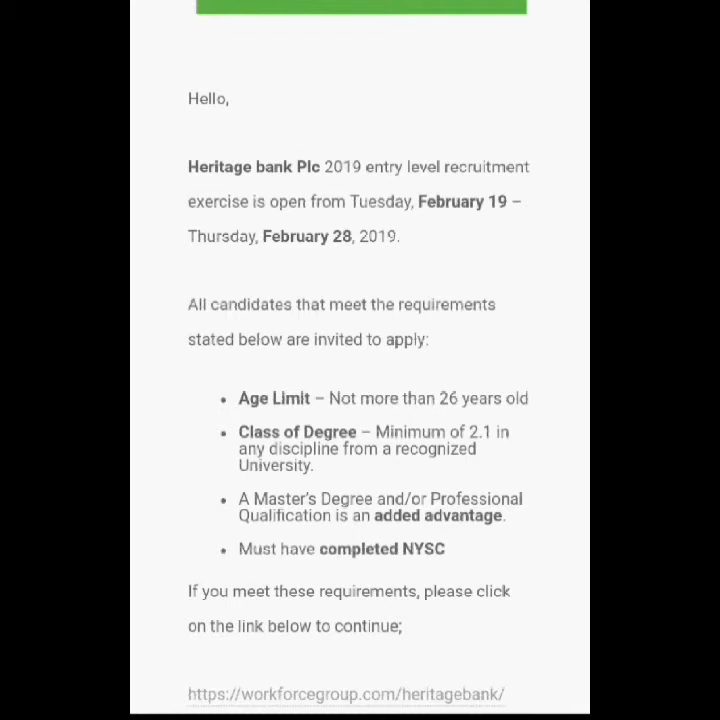 Hello,
Heritage bank Plc 2019 entry level recruitment
exercise is open from Tuesday, February 19 –
Thursday, February 28, 2019.
All candidates that meet the requirements
stated below are invited to apply:
• Age Limit – Not more than 26 years old
• Class of Degree – Minimum of 2.1 in
any discipline from a recognized
University.
• A Master's Degree and/or Professional
Qualification is an added advantage.
• Must have completed NYSC
If you meet these requirements, please click
on the link below to continue;
https://workforcegroup.com/heritagebank/